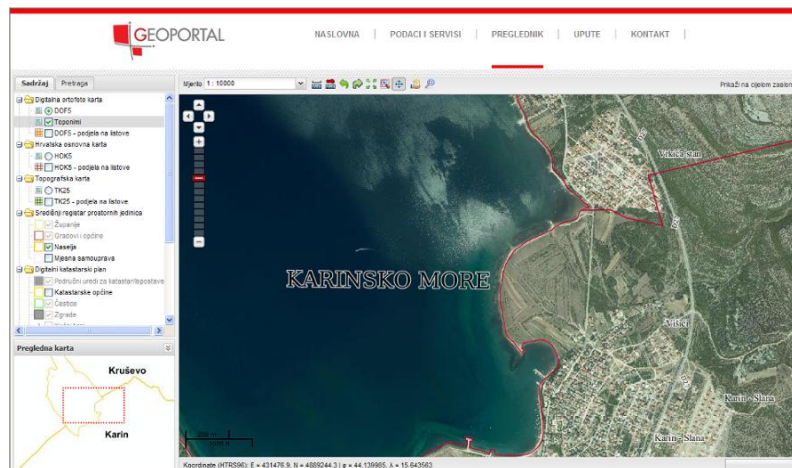 GEOPORTAL
NASLOVNA | PODACI I SERVISI | PREGLEDNIK | UPUTE | KONTAKT |
Sadržaj Pretraga
Mjerilo 1 : 10000
Prikaži na cijelom zaslonu
Digitalna ortofoto karta
DOF5
Toponimi
DOF5 - podjela na listove
Hrvatska osnovna karta
HOK5
HOK5 - podjela na listove
Topografska karta
TK25
TK25 - podjela na listove
Središnji registar prostornih jedinica
Županije
Gradovi i općine
Naselja
Mjesna samouprava
Digitalni katastarski plan
Područni uredi za katastar/Ispostave
Katastarske općine
Čestice
Zgrade
Pregledna karta
Kruševo
Karin
Vrkića stan
KARINSKO MORE
Višići
Karin - Slana
Karin - Slana
200 m
Koordinate (HTRS96): E = 431476.9, N = 4889244.3 | φ = 44.139985, λ = 15.643563